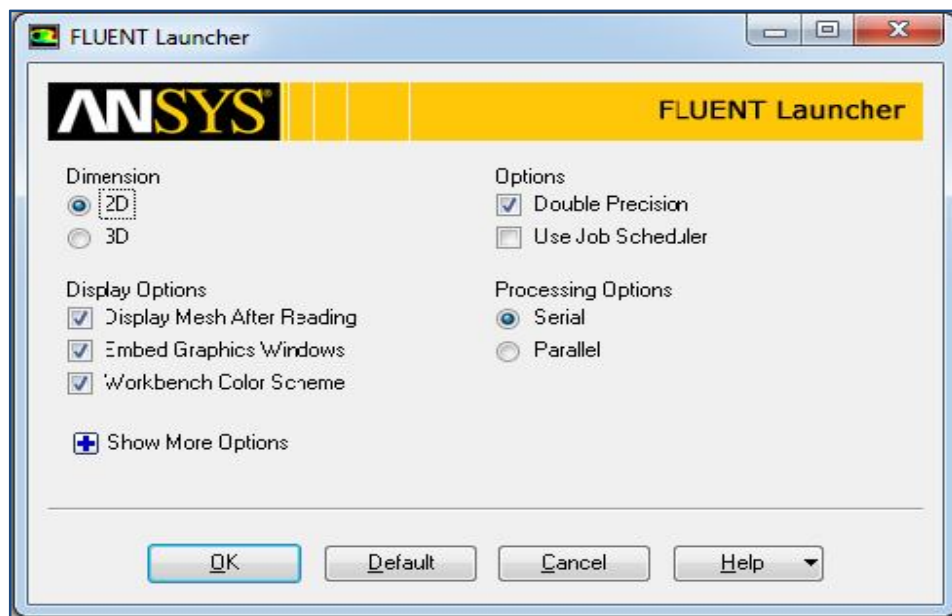 FLUENT Launcher
ANSYS®
FLUENT Launcher
Dimension
2D
3D
Options
Double Precision
Use Job Scheduler
Display Options
Display Mesh After Reading
Embed Graphics Windows
Workbench Color Scheme
Processing Options
Serial
Parallel
Show More Options
OK
Default
Cancel
Help